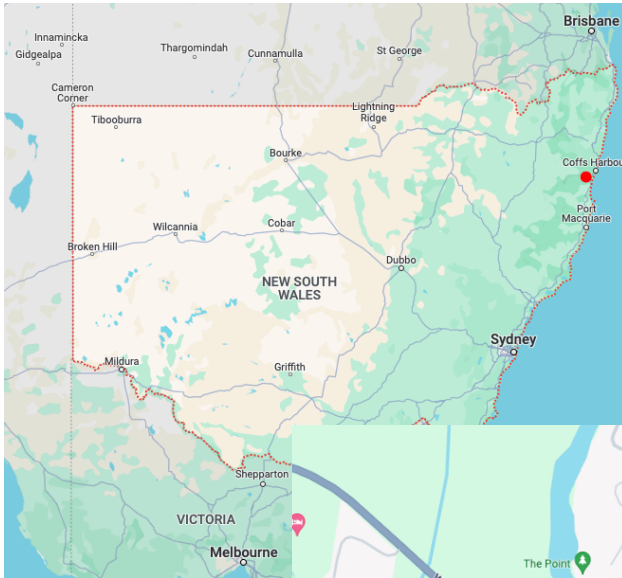 Brisbane
Innamincka
Gidgealpa
Thargomindah
Cunnamulla
St George
Cameron
Corner
Tibooburra
Lightning
Ridge
Bourke
Coffs Harbou
Port
Macquarie
Wilcannia
Cobar
Broken Hill
Dubbo
NEW SOUTH
WALES
Sydney
Mildura
Griffith
Shepparton
VICTORIA
Melbourne
The Point